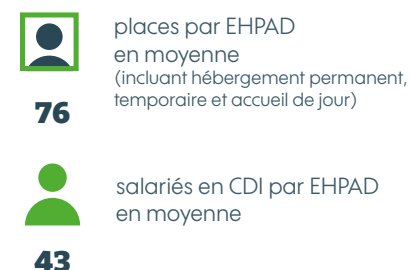 places par EHPAD
en moyenne
(incluant hébergement permanent,
temporaire et accueil de jour)
76
salariés en CDI par EHPAD
en moyenne
43